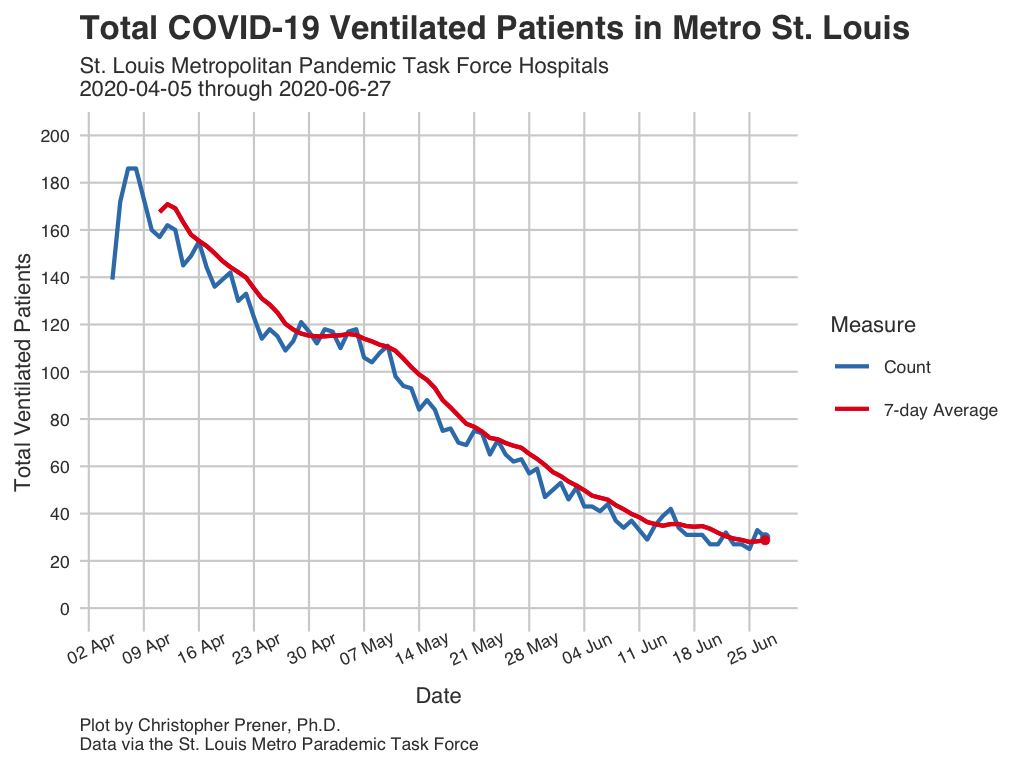 Total COVID-19 Ventilated Patients in Metro St. Louis
St. Louis Metropolitan Pandemic Task Force Hospitals
2020-04-05 through 2020-06-27
Total Ventilated Patients
200
180
160
140
120
100
80
60
40
20
0
02 Apr
09 Apr
16 Apr
23 Apr
30 Apr
07 May
14 May
21 May
28 May
04 Jun
11 Jun
18 Jun
25 Jun
Date
Measure
Count
7-day Average
Plot by Christopher Prener, Ph.D.
Data via the St. Louis Metro Parademic Task Force